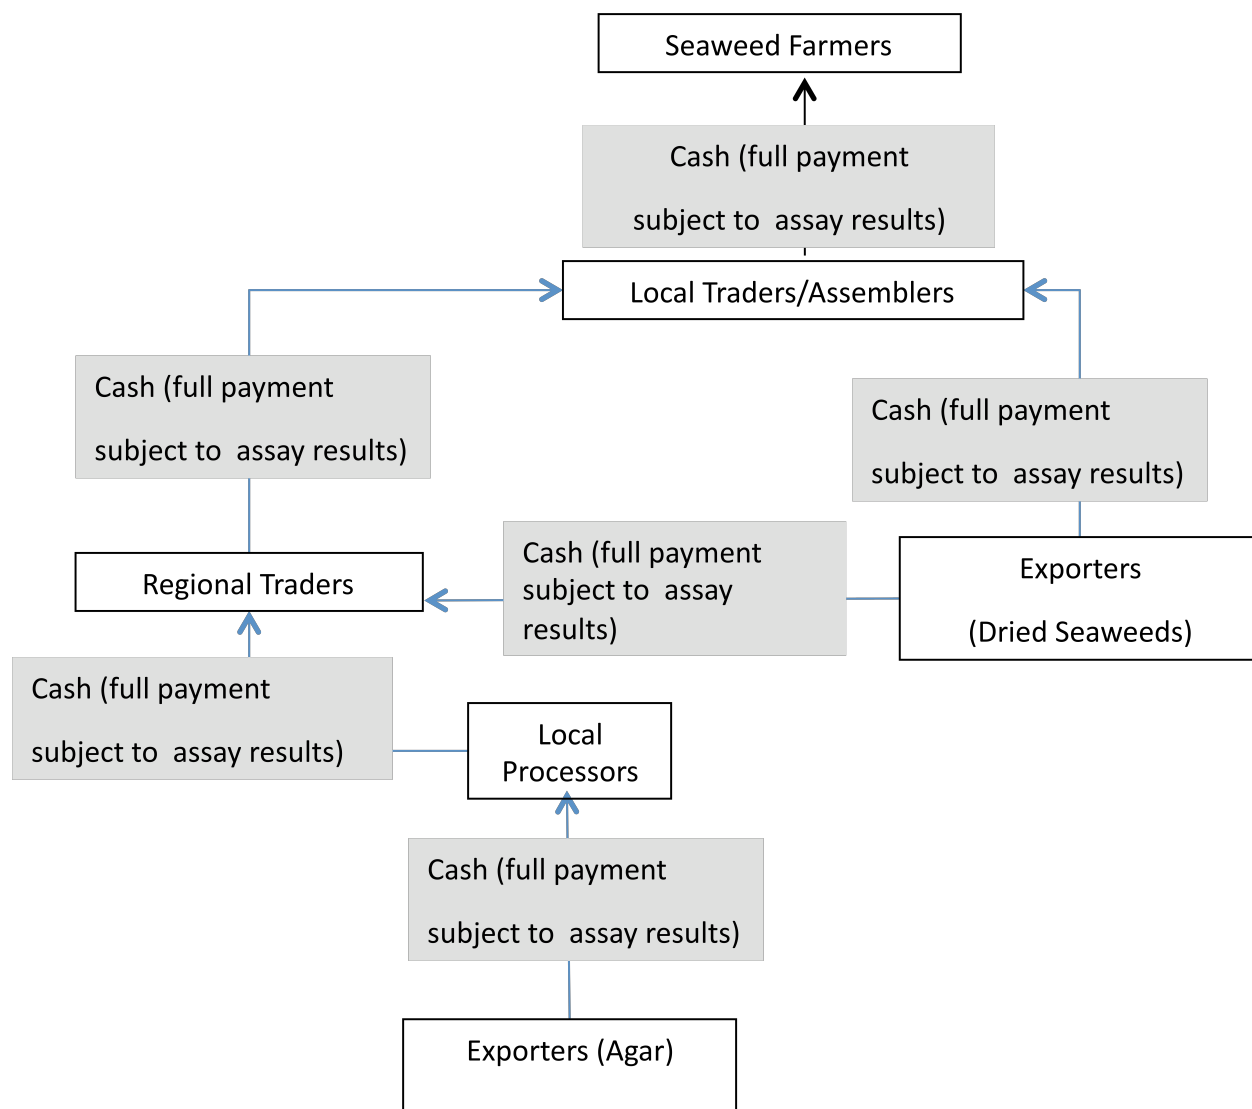 Seaweed Farmers
Cash (full payment
subject to  assay results)
Local Traders/Assemblers
Cash (full payment
subject to  assay results)
Cash (full payment
subject to  assay results)
Cash (full payment
subject to  assay
results)
Regional Traders
Exporters
(Dried Seaweeds)
Cash (full payment
subject to  assay results)
Local
Processors
Cash (full payment
subject to  assay results)
Exporters (Agar)